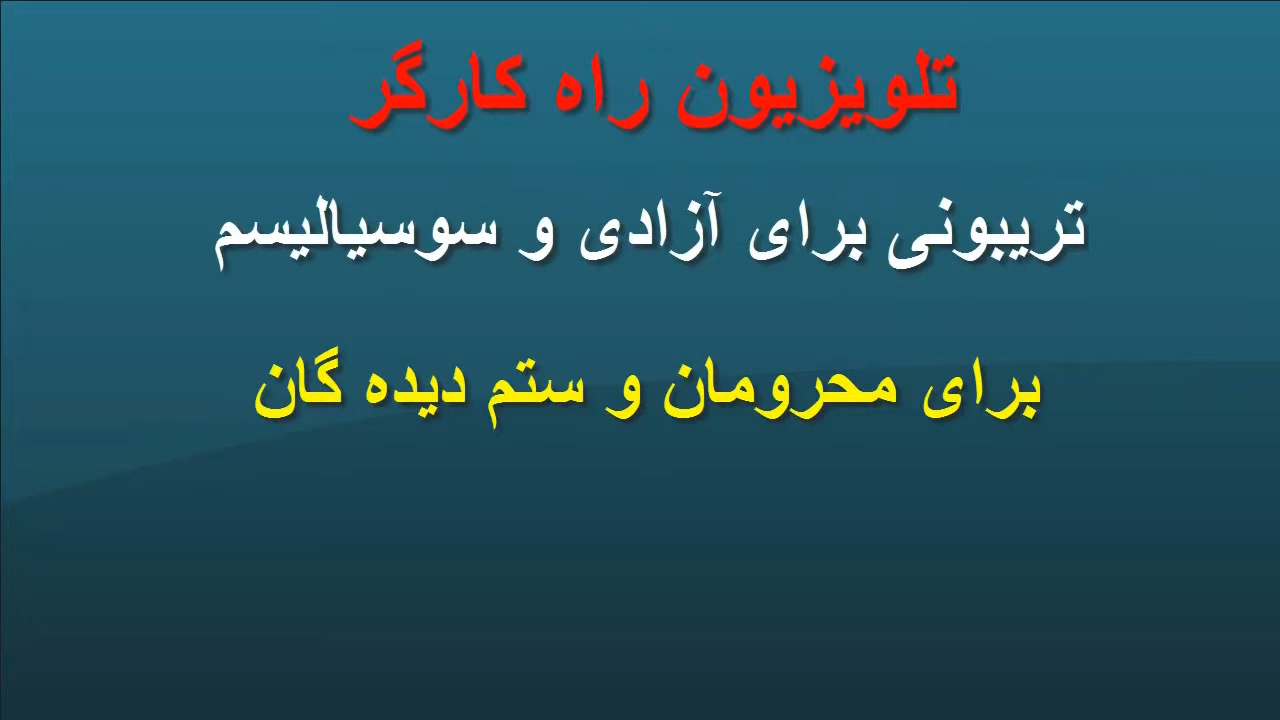 تلویزیون راه کارگر
تریبونی برای آزادی و سوسیالیسم
برای محرومان و ستم دیده گان